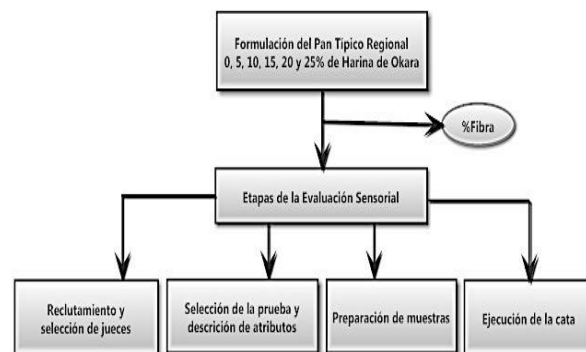 Formulación del Pan Típico Regional
0, 5, 10, 15, 20 y 25% de Harina de Okara
%Fibra
Etapas de la Evaluación Sensorial
Reclutamiento y
selección de jueces
Selección de la prueba y
descrición de atributos
Preparación de muestras
Ejecución de la cata